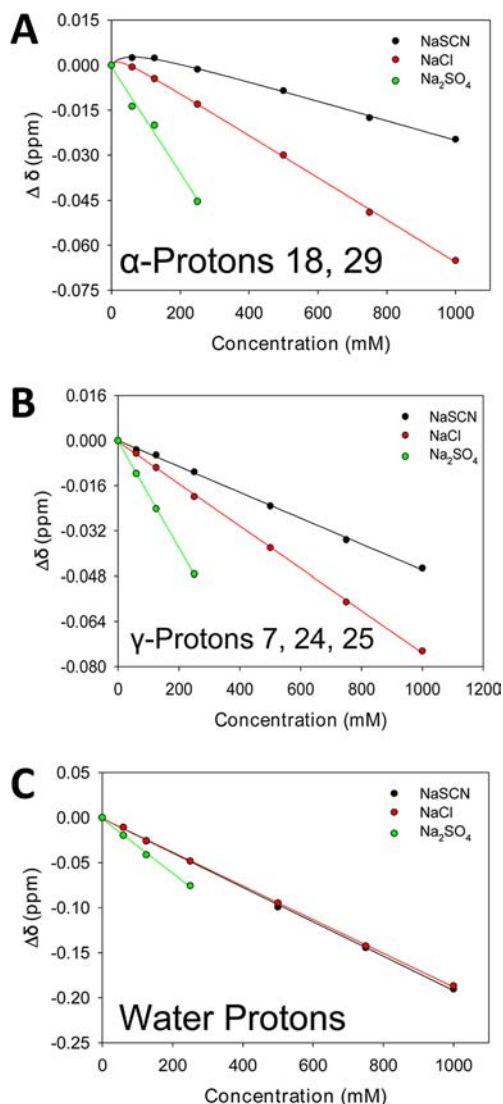 A
0.015
0.000
-0.015
-0.030
-0.045
-0.060
-0.075
Δ δ (ppm)
NaSCN
NaCl
Na₂SO₄
α-Protons 18, 29
0 200 400 600 800 1000
Concentration (mM)
B
0.016
0.000
-0.016
-0.032
-0.048
-0.064
-0.080
Δδ (ppm)
NaSCN
NaCl
Na₂SO₄
γ-Protons 7, 24, 25
0 200 400 600 800 1000 1200
Concentration (mM)
C
0.05
0.00
-0.05
-0.10
-0.15
-0.20
-0.25
Δδ (ppm)
NaSCN
NaCl
Na₂SO₄
Water Protons
0 200 400 600 800 1000
Concentration (mM)